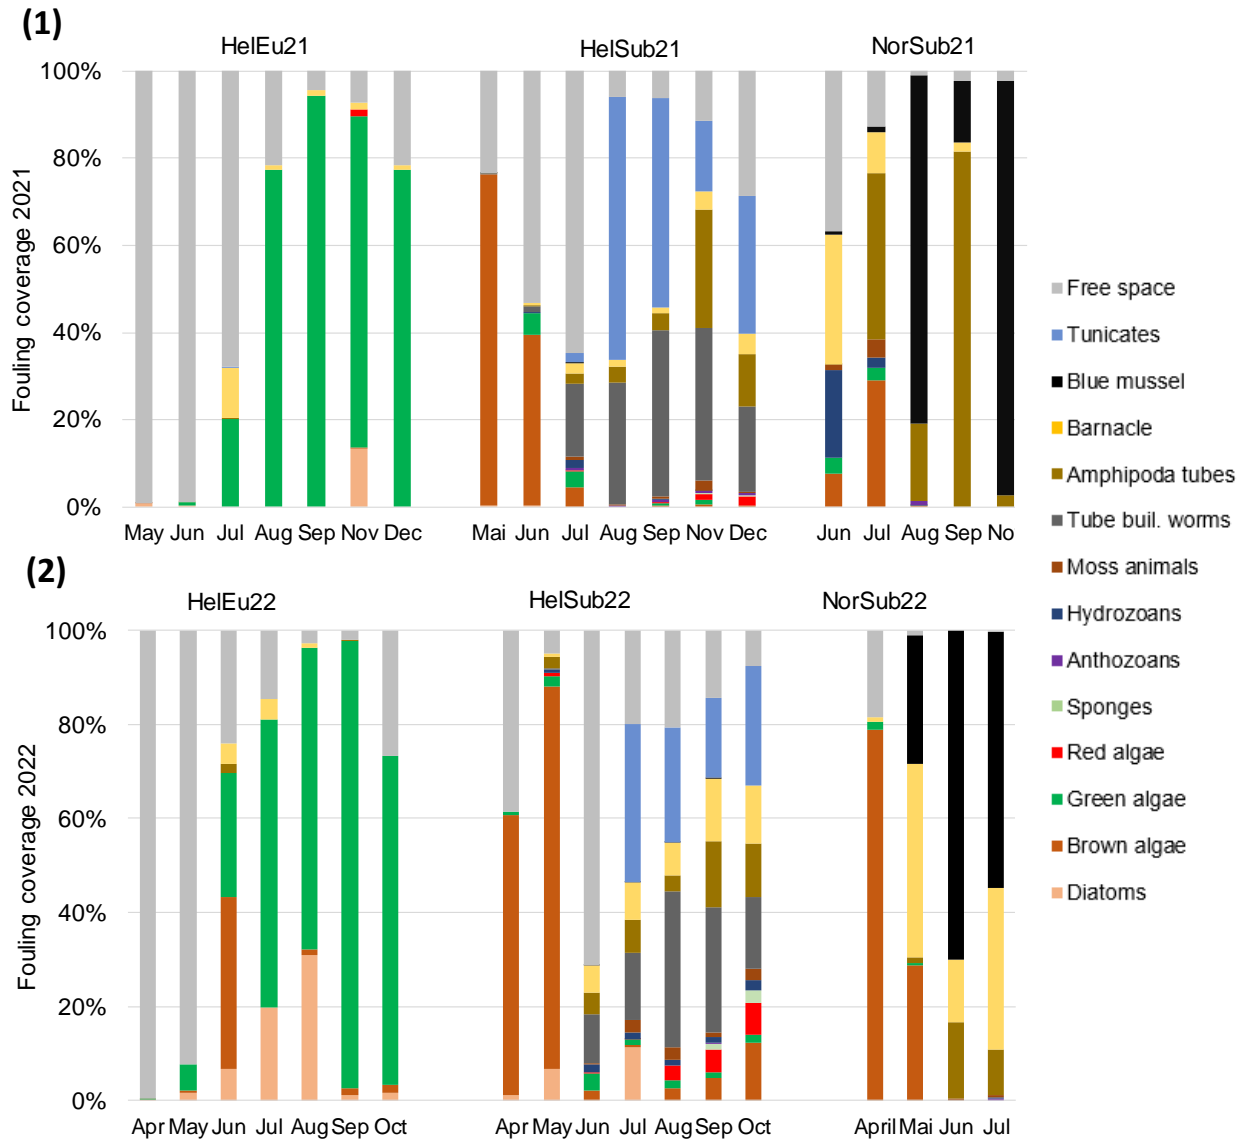 (1)
HelEu21 HelSub21 NorSub21
Fouling coverage 2021
100%
80%
60%
40%
20%
0%
May Jun Jul Aug Sep Nov Dec Mai Jun Jul Aug Sep Nov Dec Jun Jul Aug Sep No
(2)
HelEu22 HelSub22 NorSub22
Fouling coverage 2022
100%
80%
60%
40%
20%
0%
Apr May Jun Jul Aug Sep Oct Apr May Jun Jul Aug Sep Oct April Mai Jun Jul
Free space
Tunicates
Blue mussel
Barnacle
Amphipoda tubes
Tube buil. worms
Moss animals
Hydrozoans
Anthozoans
Sponges
Red algae
Green algae
Brown algae
Diatoms